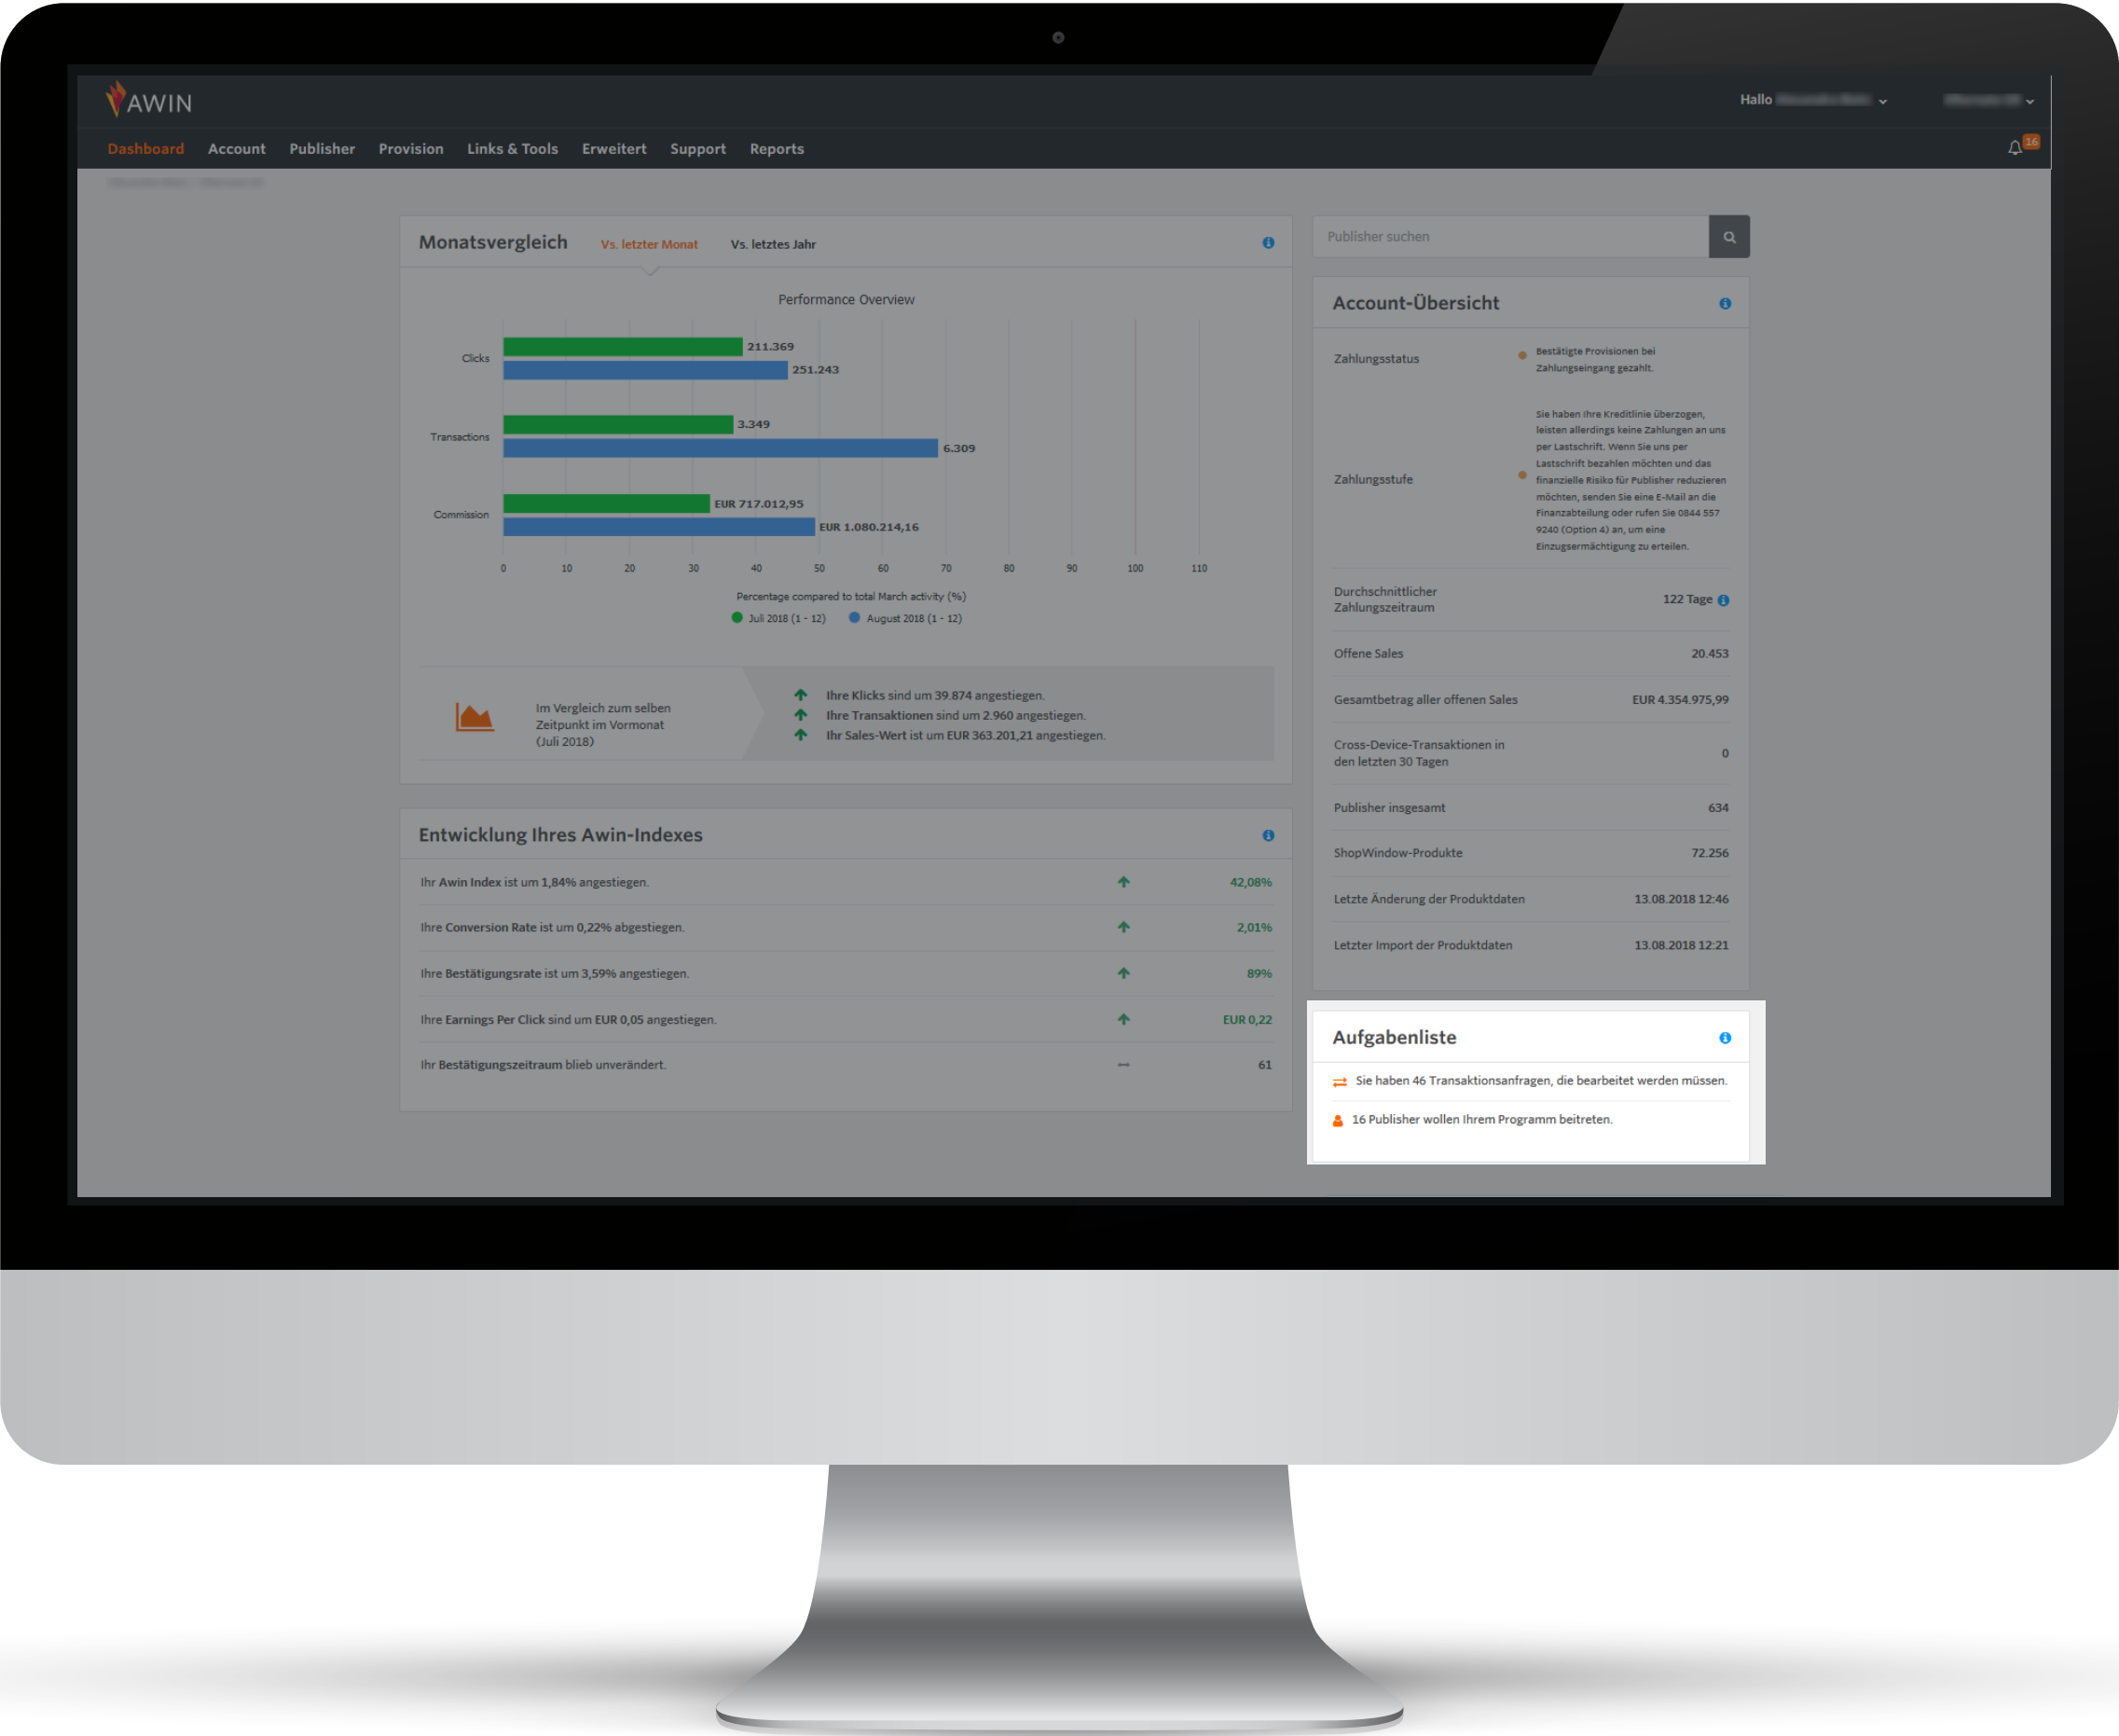 AWIN
Hallo
Dashboard Account Publisher Provision Links & Tools Erweitert Support Reports
16
Monatsvergleich Vs. letzter Monat Vs. letztes Jahr
Performance Overview
Clicks
211.369
251.243
Transactions
3.349
6.309
Commission
EUR 717.012,95
EUR 1.080.214,16
0 10 20 30 40 50 60 70 80 90 100 110
Percentage compared to total March activity (%)
Juli 2018 (1 - 12) August 2018 (1 - 12)
Im Vergleich zum selben
Zeitpunkt im Vormonat
(Juli 2018)
Ihre Klicks sind um 39.874 angestiegen.
Ihre Transaktionen sind um 2.960 angestiegen.
Ihr Sales-Wert ist um EUR 363.201,21 angestiegen.
Entwicklung Ihres Awin-Indexes
Ihr Awin Index ist um 1,84% angestiegen. 42,08%
Ihre Conversion Rate ist um 0,22% abgestiegen. 2,01%
Ihre Bestätigungsrate ist um 3,59% angestiegen. 89%
Ihre Earnings Per Click sind um EUR 0,05 angestiegen. EUR 0,22
Ihr Bestätigungszeitraum blieb unverändert. 61
Publisher suchen
Account-Übersicht
Zahlungsstatus
Bestätigte Provisionen bei
Zahlungseingang gezahlt.
Zahlungsstufe
Sie haben Ihre Kreditlinie überzogen,
leisten allerdings keine Zahlungen an uns
per Lastschrift. Wenn Sie uns per
Lastschrift bezahlen möchten und das
finanzielle Risiko für Publisher reduzieren
möchten, senden Sie eine E-Mail an die
Finanzabteilung oder rufen Sie 0844 557
9240 (Option 4) an, um eine
Einzugsermächtigung zu erteilen.
Durchschnittlicher
Zahlungszeitraum
122 Tage
Offene Sales 20.453
Gesamtbetrag aller offenen Sales EUR 4.354.975,99
Cross-Device-Transaktionen in
den letzten 30 Tagen
0
Publisher insgesamt 634
ShopWindow-Produkte 72.256
Letzte Änderung der Produktdaten 13.08.2018 12:46
Letzter Import der Produktdaten 13.08.2018 12:21
Aufgabenliste
Sie haben 46 Transaktionsanfragen, die bearbeitet werden müssen.
16 Publisher wollen Ihrem Programm beitreten.